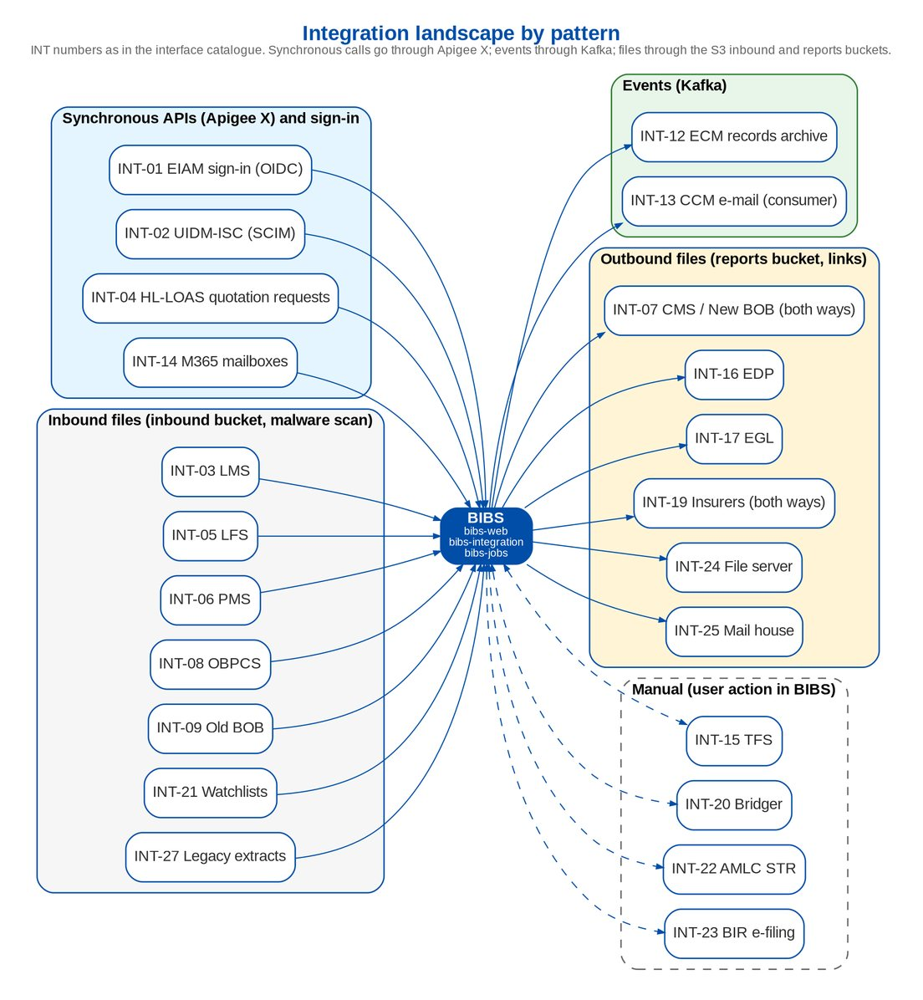 Integration landscape by pattern
INT numbers as in the interface catalogue. Synchronous calls go through Apigee X; events through Kafka; files through the S3 inbound and reports buckets.
Synchronous APIs (Apigee X) and sign-in
INT-01 EIAM sign-in (OIDC)
INT-02 UIDM-ISC (SCIM)
INT-04 HL-LOAS quotation requests
INT-14 M365 mailboxes
Inbound files (inbound bucket, malware scan)
INT-03 LMS
INT-05 LFS
INT-06 PMS
INT-08 OBPCS
INT-09 Old BOB
INT-21 Watchlists
INT-27 Legacy extracts
BIBS
bibs-web
bibs-integration
bibs-jobs
Events (Kafka)
INT-12 ECM records archive
INT-13 CCM e-mail (consumer)
Outbound files (reports bucket, links)
INT-07 CMS / New BOB (both ways)
INT-16 EDP
INT-17 EGL
INT-19 Insurers (both ways)
INT-24 File server
INT-25 Mail house
Manual (user action in BIBS)
INT-15 TFS
INT-20 Bridger
INT-22 AMLC STR
INT-23 BIR e-filing